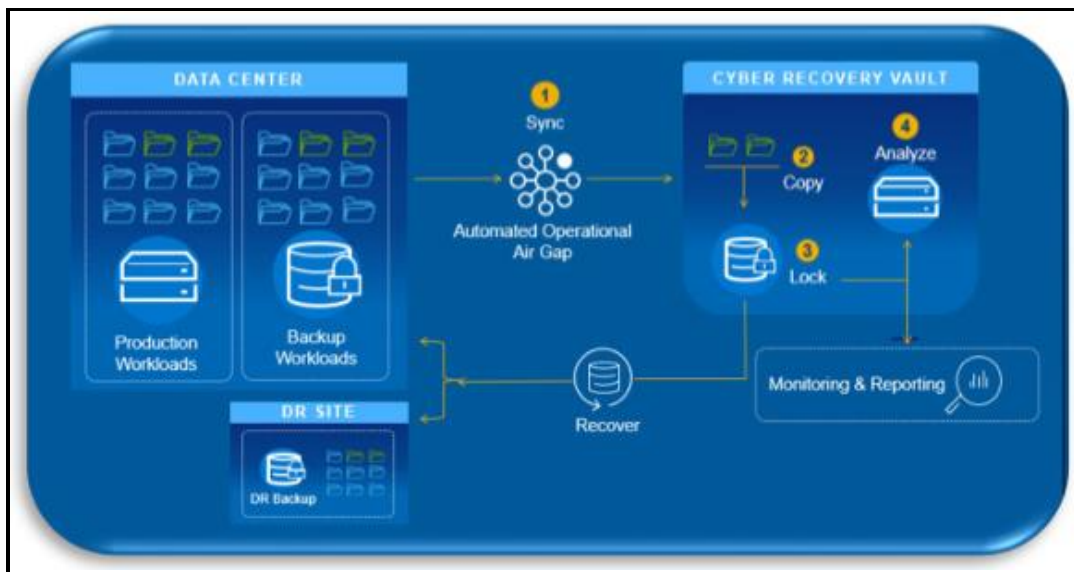 DATA CENTER
Production
Workloads
Backup
Workloads
1
Sync
Automated Operational
Air Gap
CYBER RECOVERY VAULT
2
Copy
3
Lock
4
Analyze
Monitoring & Reporting
Recover
DR SITE
DR Backup